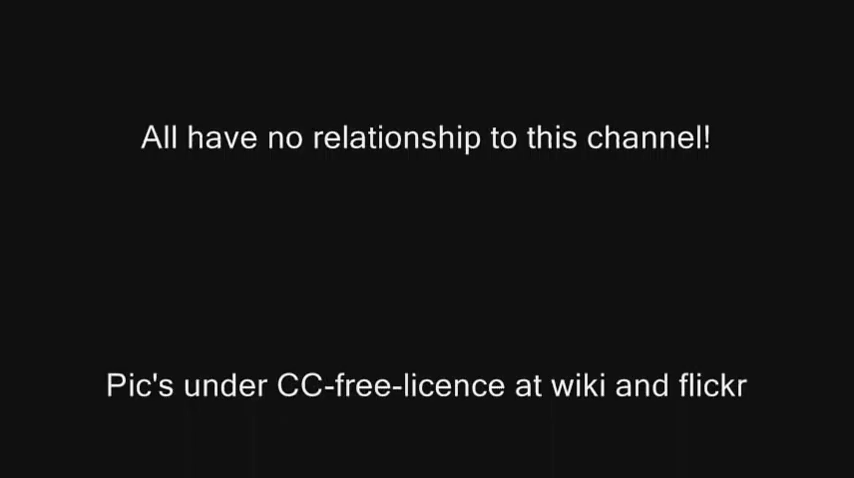 All have no relationship to this channel!
Pic's under CC-free-licence at wiki and flickr